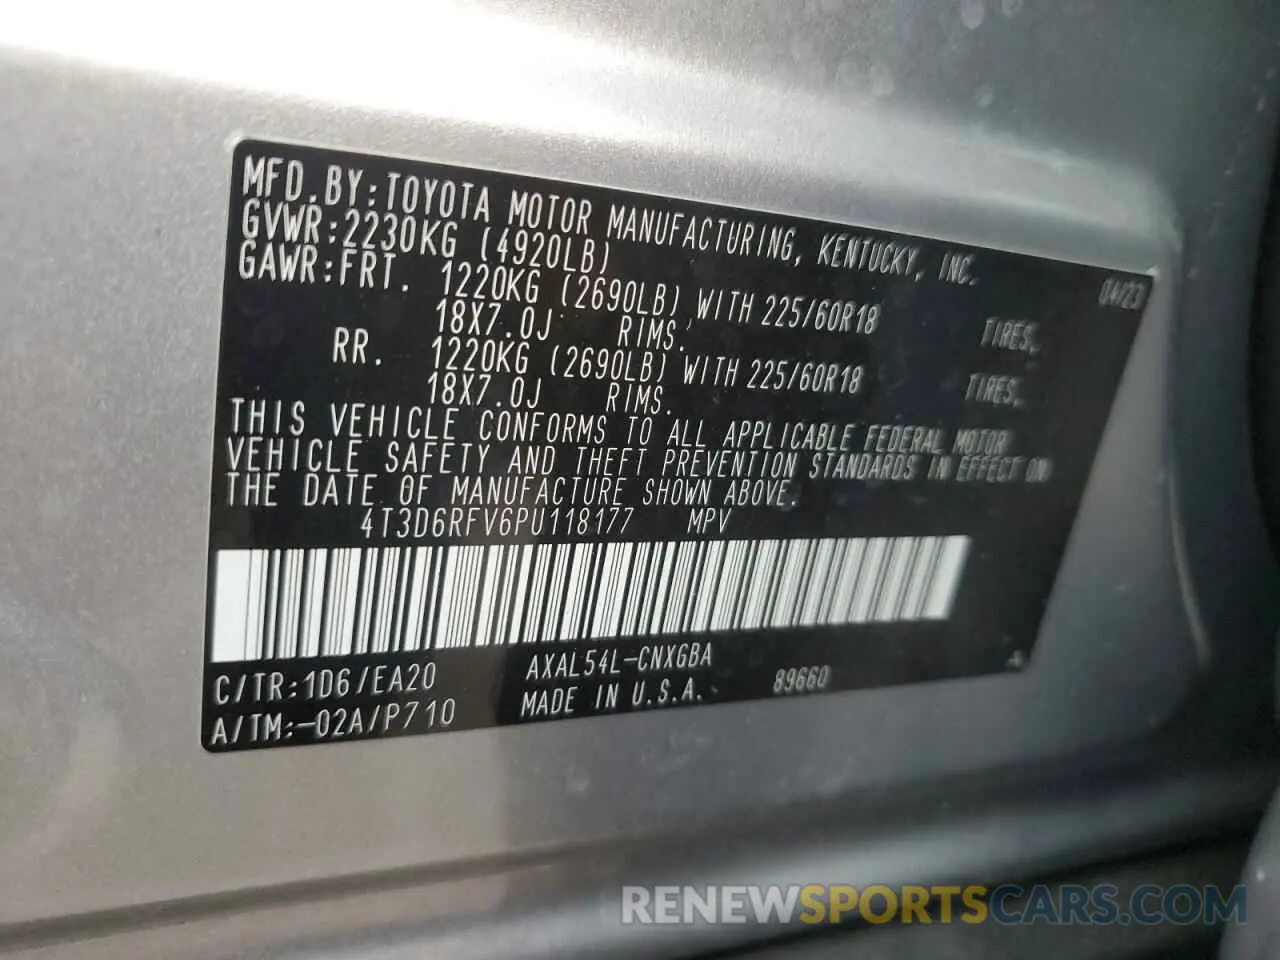 MFD.BY:TOYOTA MOTOR MANUFACTURING, KENTUCKY, INC.
GVWR:2230KG (4920LB) 04/23
GAWR:FRT. 1220KG (2690LB) WITH 225/60R18 TIRES,
18X7.0J RIMS.
RR. 1220KG (2690LB) WITH 225/60R18 TIRES,
18X7.0J RIMS.
THIS VEHICLE CONFORMS TO ALL APPLICABLE FEDERAL MOTOR
VEHICLE SAFETY AND THEFT PREVENTION STANDARDS IN EFFECT ON
THE DATE OF MANUFACTURE SHOWN ABOVE.
4T3D6RFV6PU118177 MPV
C/TR:1D6/EA20 AXAL54L-CNXGBA
A/TM:-02A/P710 MADE IN U.S.A. 89660
RENEWSPORTSCARS.COM